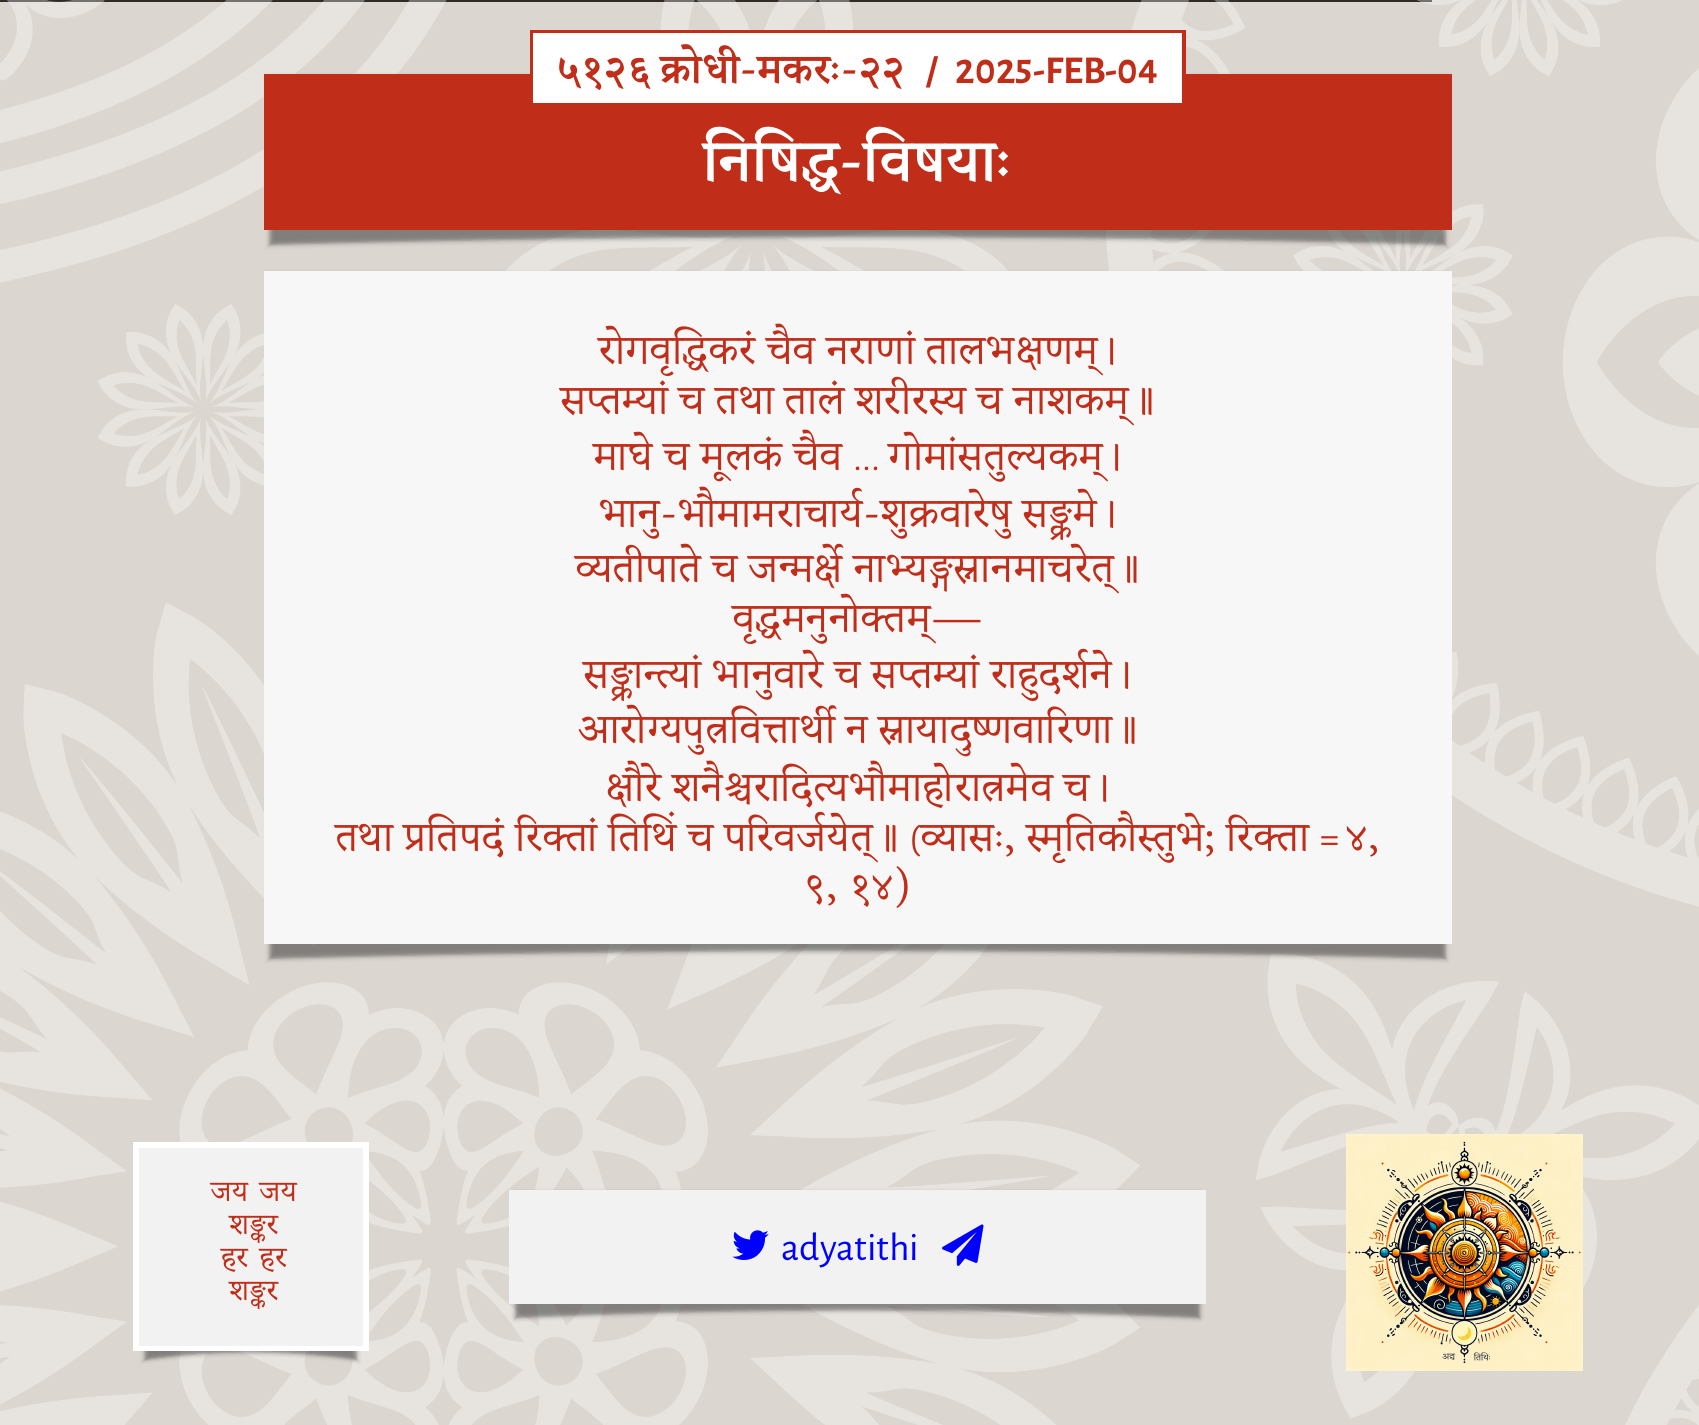 ५१२६ क्रोधी-मकरः-२२ / 2025-FEB-04
निषिद्ध-विषयाः
रोगवृद्धिकरं चैव नराणां तालभक्षणम्।
सप्तम्यां च तथा तालं शरीरस्य च नाशकम्॥
माघे च मूलकं चैव … गोमांसतुल्यकम्।
भानु-भौमामराचार्य-शुक्रवारेषु सङ्क्रमे।
व्यतीपाते च जन्मर्क्षे नाभ्यङ्गस्नानमाचरेत्॥
वृद्धमनुनोक्तम्—
सङ्क्रान्त्यां भानुवारे च सप्तम्यां राहुदर्शने।
आरोग्यपुत्रवित्तार्थी न स्नायादुष्णवारिणा॥
क्षौरे शनैश्चरादित्यभौमाहोरात्रमेव च।
तथा प्रतिपदं रिक्तां तिथिं च परिवर्जयेत्॥ (व्यासः, स्मृतिकौस्तुभे; रिक्ता = ४,
९, १४)
जय जय
शङ्कर
हर हर
शङ्कर
adyatithi
अद्य तिथिः